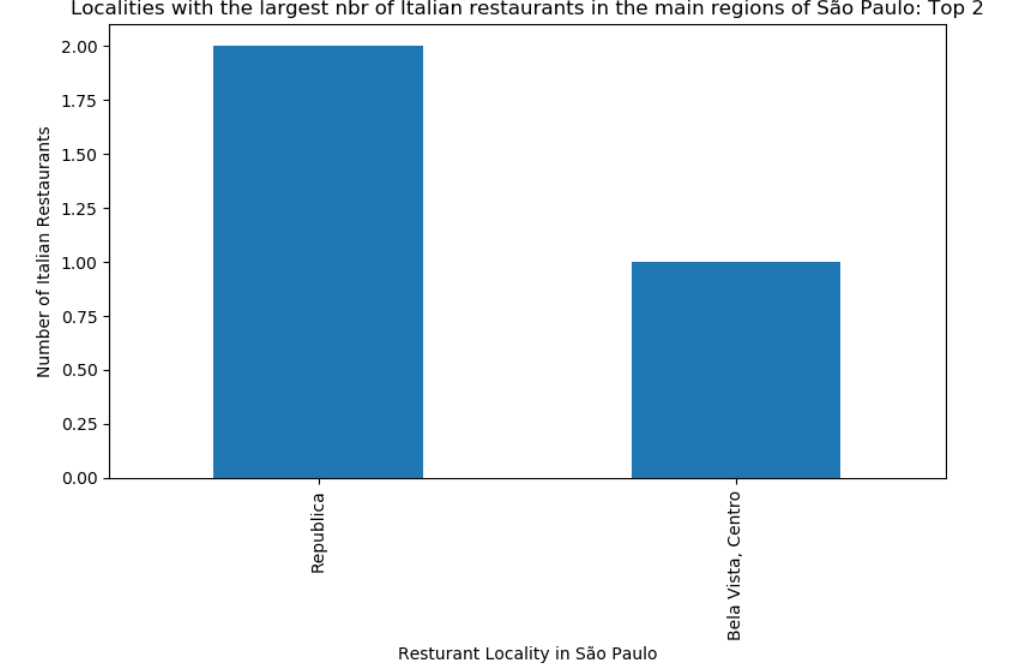 Localities with the largest nbr of Italian restaurants in the main regions of São Paulo: Top 2
Number of Italian Restaurants
2.00
1.75
1.50
1.25
1.00
0.75
0.50
0.25
0.00
Republica
Bela Vista, Centro
Resturant Locality in São Paulo